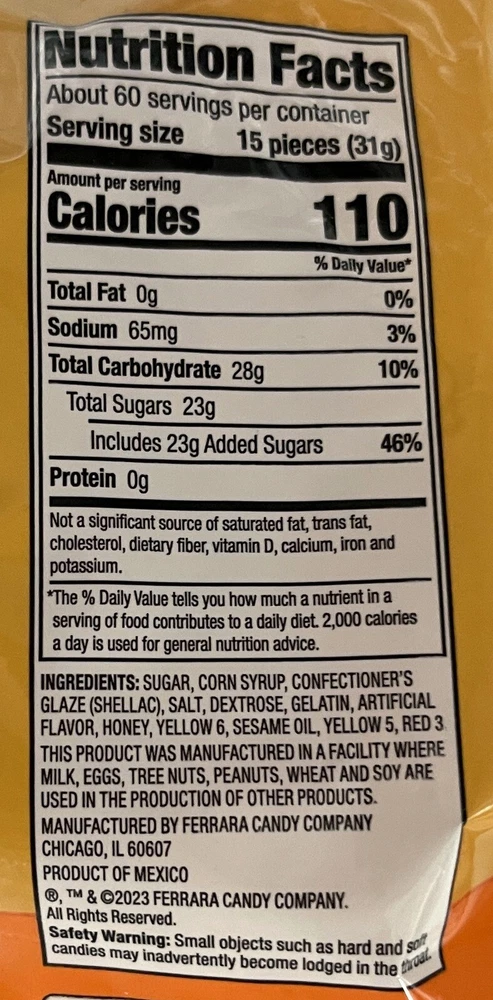 Nutrition Facts
About 60 servings per container
Serving size 15 pieces (31g)
Amount per serving
Calories 110
% Daily Value*
Total Fat 0g 0%
Sodium 65mg 3%
Total Carbohydrate 28g 10%
Total Sugars 23g
Includes 23g Added Sugars 46%
Protein 0g
Not a significant source of saturated fat, trans fat,
cholesterol, dietary fiber, vitamin D, calcium, iron and
potassium.
*The % Daily Value tells you how much a nutrient in a
serving of food contributes to a daily diet. 2,000 calories
a day is used for general nutrition advice.
INGREDIENTS: SUGAR, CORN SYRUP, CONFECTIONER'S
GLAZE (SHELLAC), SALT, DEXTROSE, GELATIN, ARTIFICIAL
FLAVOR, HONEY, YELLOW 6, SESAME OIL, YELLOW 5, RED 3.
THIS PRODUCT WAS MANUFACTURED IN A FACILITY WHERE
MILK, EGGS, TREE NUTS, PEANUTS, WHEAT AND SOY ARE
USED IN THE PRODUCTION OF OTHER PRODUCTS.
MANUFACTURED BY FERRARA CANDY COMPANY
CHICAGO, IL 60607
PRODUCT OF MEXICO
®, ™ & ©2023 FERRARA CANDY COMPANY.
All Rights Reserved.
Safety Warning: Small objects such as hard and soft
candies may inadvertently become lodged in the throat.